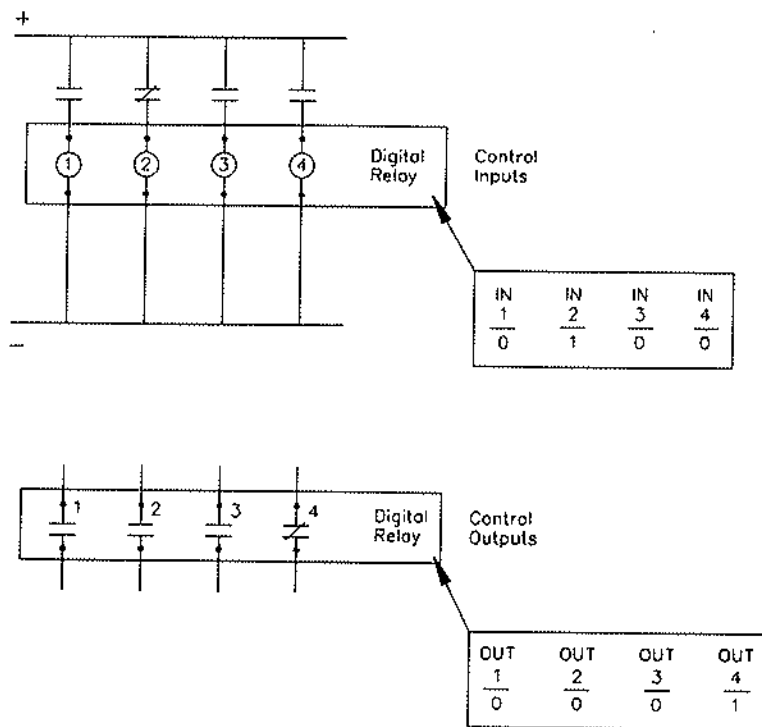 +
1 2 3 4
Digital Relay
Control Inputs
IN IN IN IN
1 2 3 4
0 1 0 0
−
1 2 3 4
Digital Relay
Control Outputs
OUT OUT OUT OUT
1 2 3 4
0 0 0 1